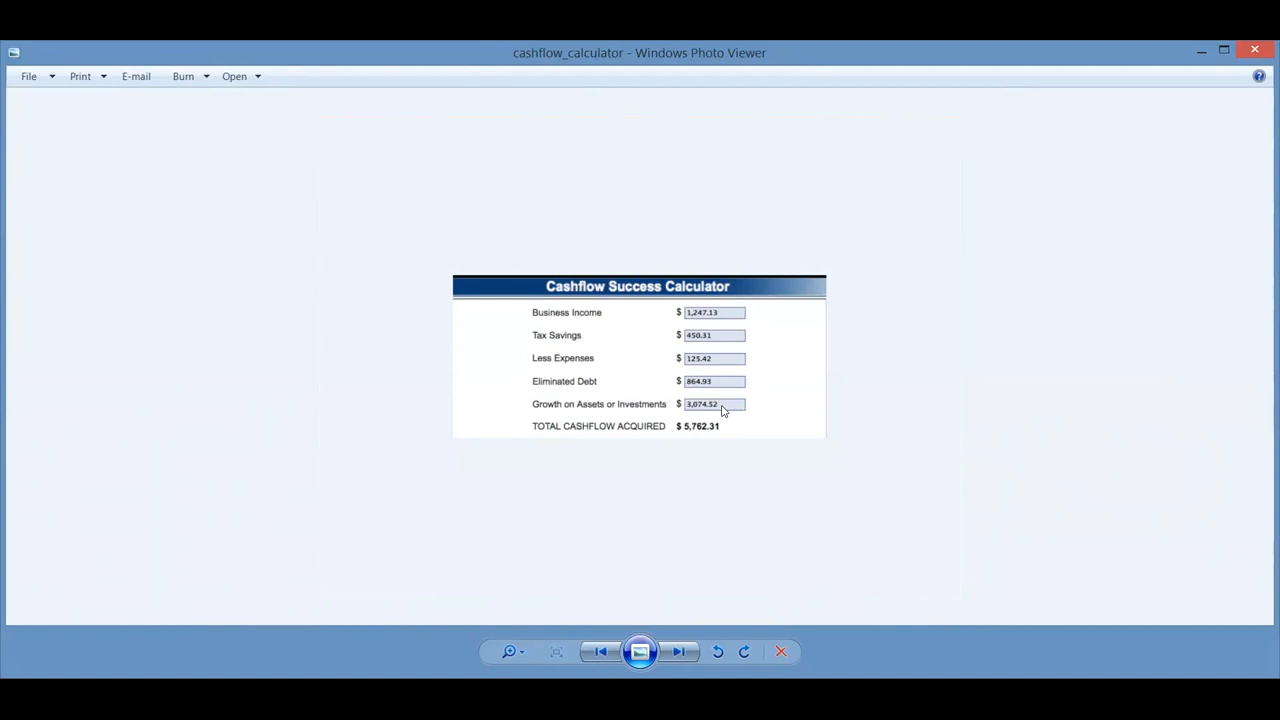 cashflow_calculator - Windows Photo Viewer
File Print E-mail Burn Open
Cashflow Success Calculator
Business Income $ 1,247.13
Tax Savings $ 450.31
Less Expenses $ 125.42
Eliminated Debt $ 864.93
Growth on Assets or Investments $ 3,074.52
TOTAL CASHFLOW ACQUIRED $ 5,762.31